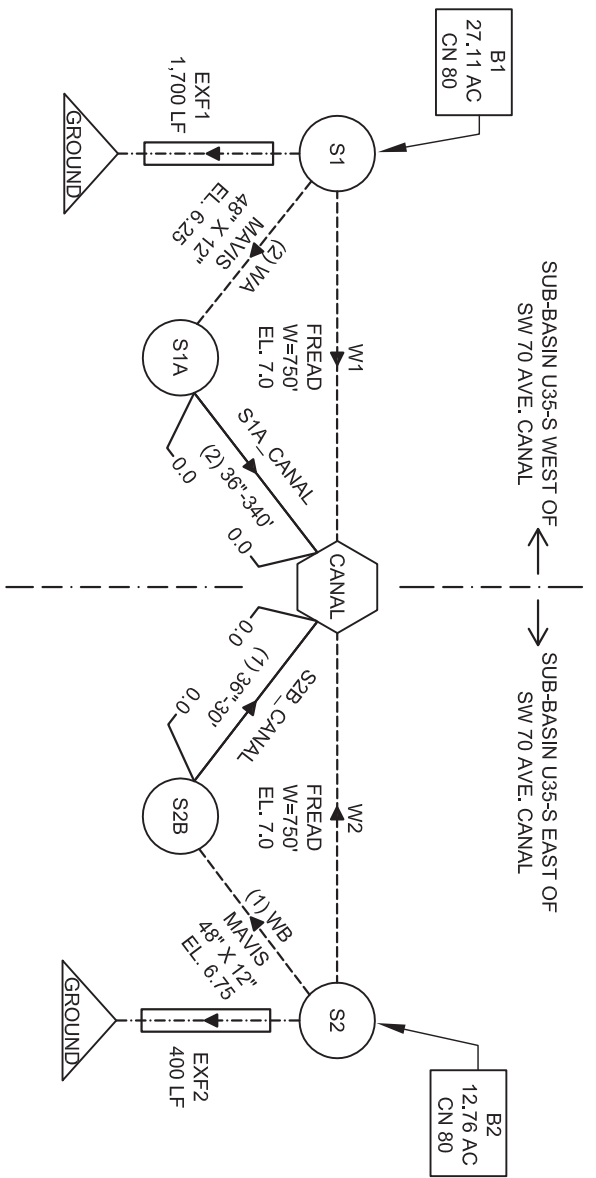 SUB-BASIN U35-S WEST OF
SW 70 AVE. CANAL
SUB-BASIN U35-S EAST OF
SW 70 AVE. CANAL
B1
27.11 AC
CN 80
S1
EXF1
1,700 LF
GROUND
(2) WA
MAVIS
48" X 12"
EL. 6.25
S1A
W1
FREAD
W=750'
EL. 7.0
S1A_CANAL
(2) 36"-340'
0.0
0.0
CANAL
W2
FREAD
W=750'
EL. 7.0
S2B_CANAL
(1) 36"-30'
0.0
0.0
S2B
(1) WB
MAVIS
48" X 12"
EL. 6.75
S2
B2
12.76 AC
CN 80
EXF2
400 LF
GROUND